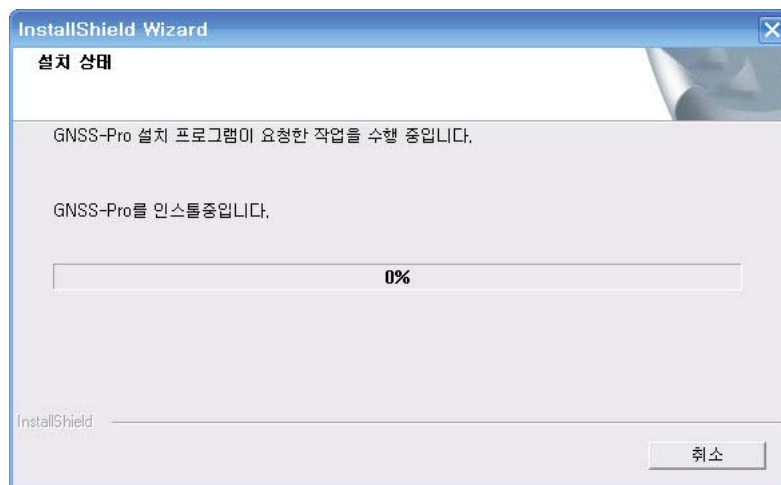 InstallShield Wizard
설치 상태
GNSS-Pro 설치 프로그램이 요청한 작업을 수행 중입니다.
GNSS-Pro를 인스톨중입니다.
0%
InstallShield
취소